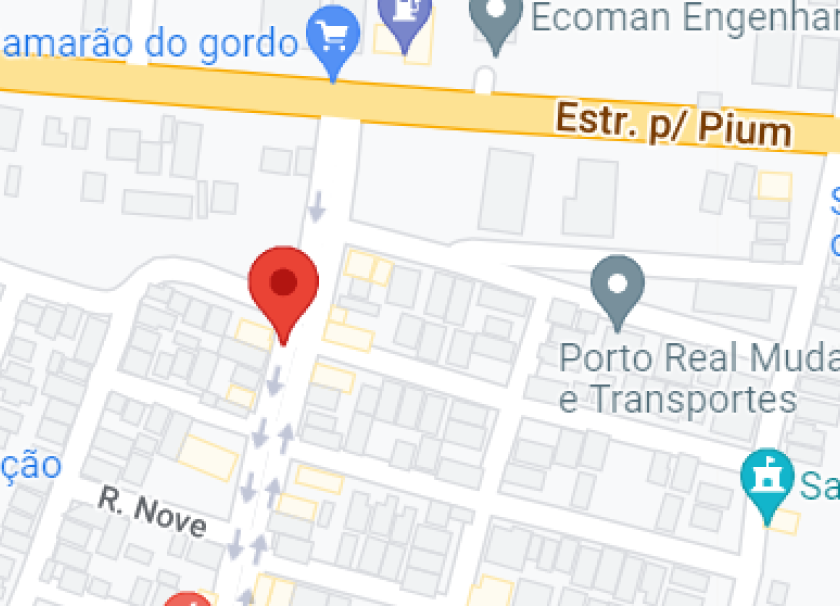 amarão do gordo
Ecoman Engenhar
Estr. p/ Pium
Porto Real Muda
e Transportes
ção
Sa
R. Nove